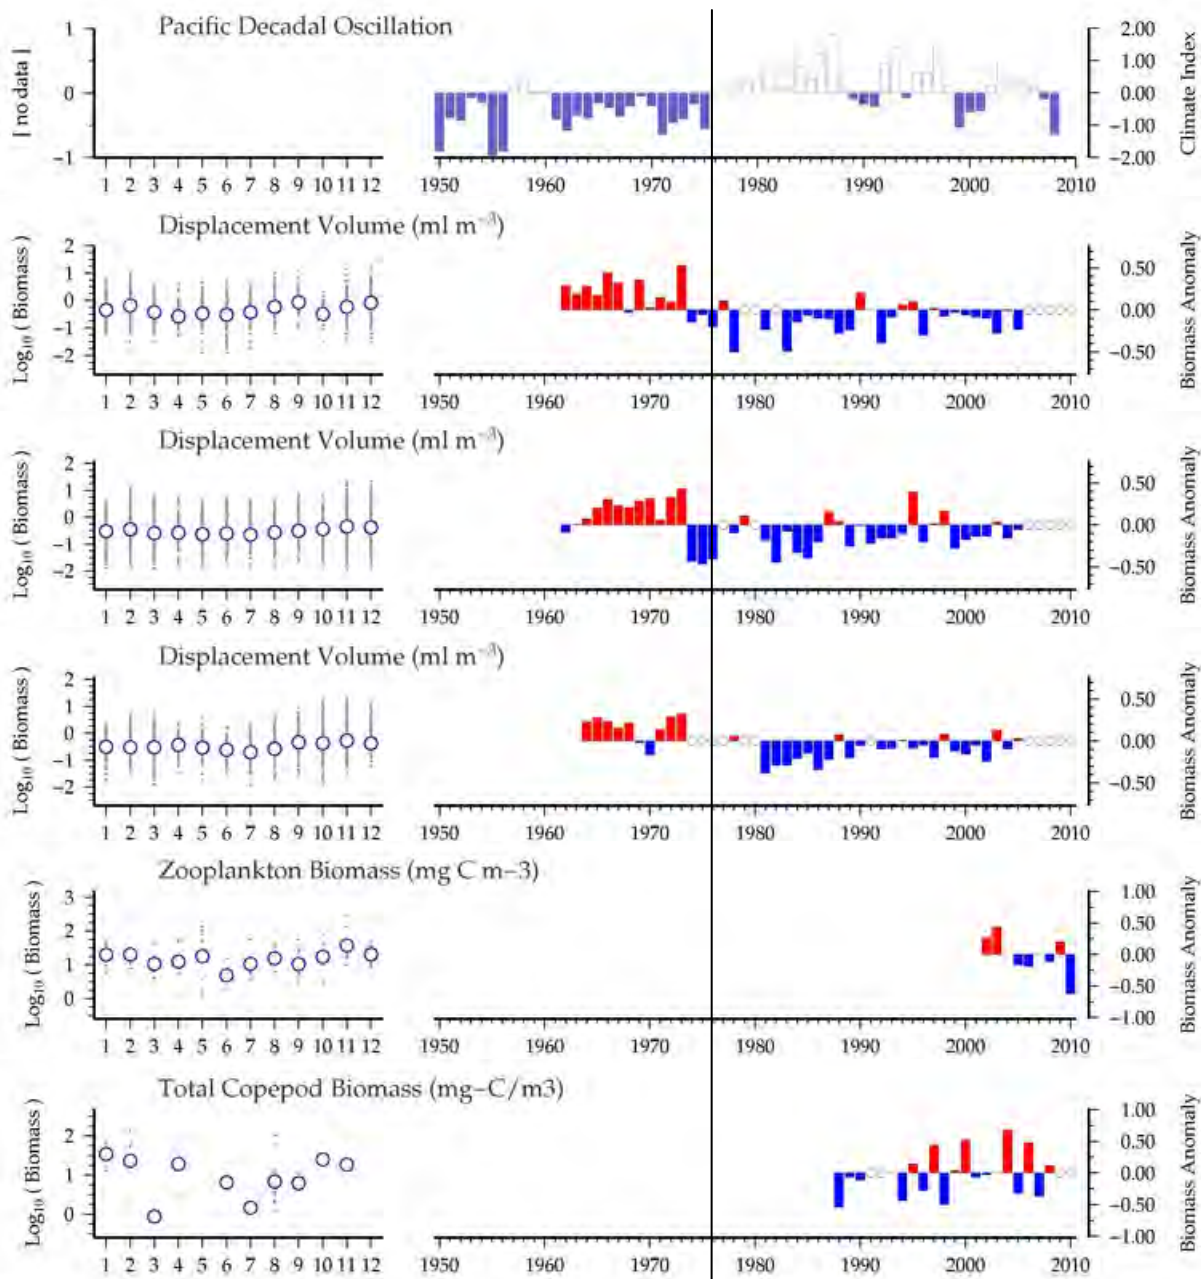 Pacific Decadal Oscillation
[ no data ]
1
0
−1
1 2 3 4 5 6 7 8 9 10 11 12
1950 1960 1970 1980 1990 2000 2010
2.00
1.00
0.00
−1.00
−2.00
Climate Index
Displacement Volume (ml m−3)
Log10 ( Biomass )
2
1
0
−1
−2
1 2 3 4 5 6 7 8 9 10 11 12
1950 1960 1970 1980 1990 2000 2010
0.50
0.00
−0.50
Biomass Anomaly
Displacement Volume (ml m−3)
Log10 ( Biomass )
2
1
0
−1
−2
1 2 3 4 5 6 7 8 9 10 11 12
1950 1960 1970 1980 1990 2000 2010
0.50
0.00
−0.50
Biomass Anomaly
Displacement Volume (ml m−3)
Log10 ( Biomass )
2
1
0
−1
−2
1 2 3 4 5 6 7 8 9 10 11 12
1950 1960 1970 1980 1990 2000 2010
0.50
0.00
−0.50
Biomass Anomaly
Zooplankton Biomass (mg C m−3)
Log10 ( Biomass )
3
2
1
0
1 2 3 4 5 6 7 8 9 10 11 12
1950 1960 1970 1980 1990 2000 2010
1.00
0.50
0.00
−0.50
−1.00
Biomass Anomaly
Total Copepod Biomass (mg−C/m3)
Log10 ( Biomass )
2
1
0
1 2 3 4 5 6 7 8 9 10 11 12
1950 1960 1970 1980 1990 2000 2010
1.00
0.50
0.00
−0.50
−1.00
Biomass Anomaly